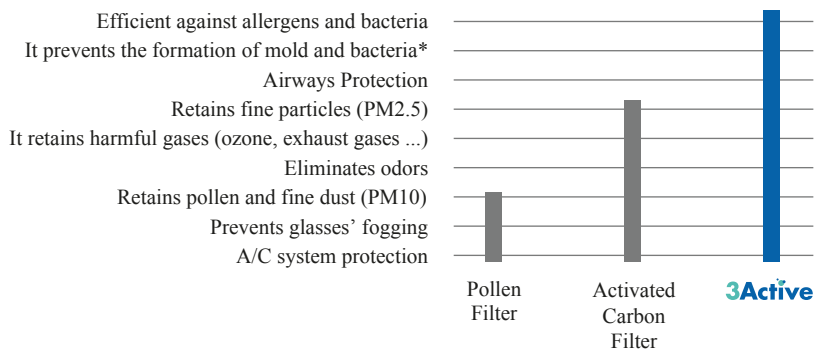 Efficient against allergens and bacteria
It prevents the formation of mold and bacteria*
Airways Protection
Retains fine particles (PM2.5)
It retains harmful gases (ozone, exhaust gases ...)
Eliminates odors
Retains pollen and fine dust (PM10)
Prevents glasses’ fogging
A/C system protection
Pollen
Filter
Activated
Carbon
Filter
3Active